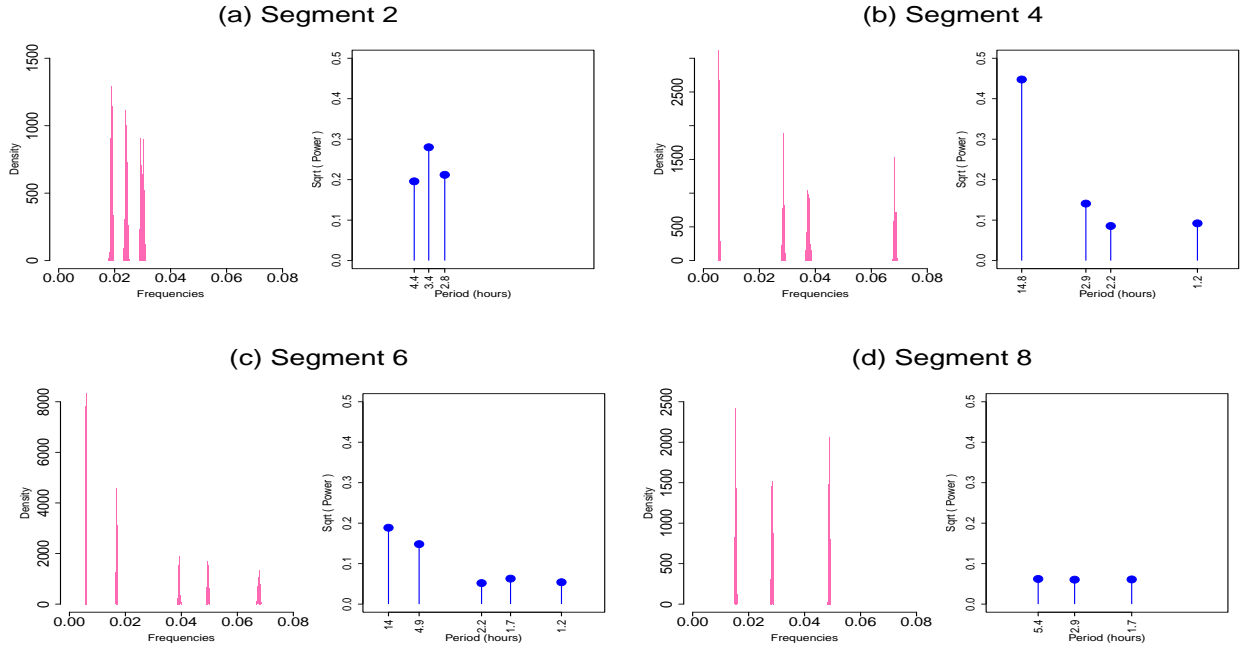 (a) Segment 2
Density
0 500 1000 1500
0.00 0.02 0.04 0.06 0.08
Frequencies
Sqrt ( Power )
0.0 0.1 0.2 0.3 0.4 0.5
4.4 3.4 2.8
Period (hours)
(b) Segment 4
Density
0 500 1500 2500
0.00 0.02 0.04 0.06 0.08
Frequencies
Sqrt ( Power )
0.0 0.1 0.2 0.3 0.4 0.5
14.8 2.9 2.2 1.2
Period (hours)
(c) Segment 6
Density
0 2000 4000 6000 8000
0.00 0.02 0.04 0.06 0.08
Frequencies
Sqrt ( Power )
0.0 0.1 0.2 0.3 0.4 0.5
14 4.9 2.2 1.7 1.2
Period (hours)
(d) Segment 8
Density
0 500 1000 1500 2000 2500
0.00 0.02 0.04 0.06 0.08
Frequencies
Sqrt ( Power )
0.0 0.1 0.2 0.3 0.4 0.5
5.4 2.9 1.7
Period (hours)